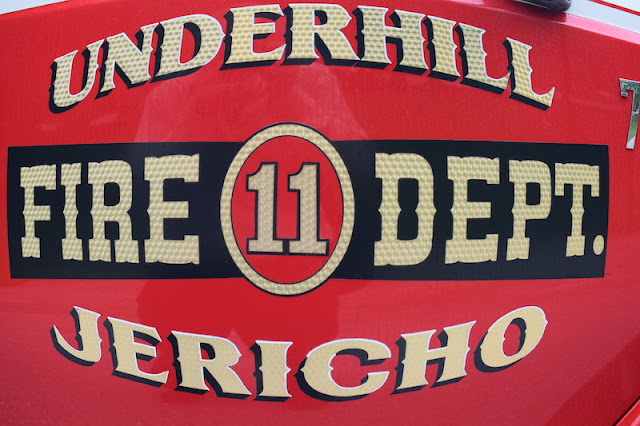 UNDERHILL
FIRE 11 DEPT.
JERICHO